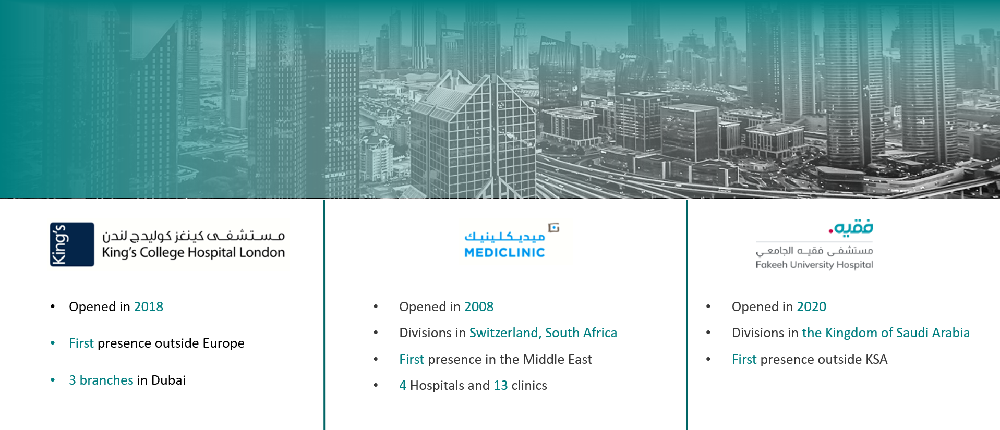 EMAAR
King's
مستشفى كينغز كوليدج لندن
King's College Hospital London
• Opened in 2018
• First presence outside Europe
• 3 branches in Dubai
ميديكلينيك
MEDICLINIC
• Opened in 2008
• Divisions in Switzerland, South Africa
• First presence in the Middle East
• 4 Hospitals and 13 clinics
فقيه.
مستشفى فقيه الجامعي
Fakeeh University Hospital
• Opened in 2020
• Divisions in the Kingdom of Saudi Arabia
• First presence outside KSA